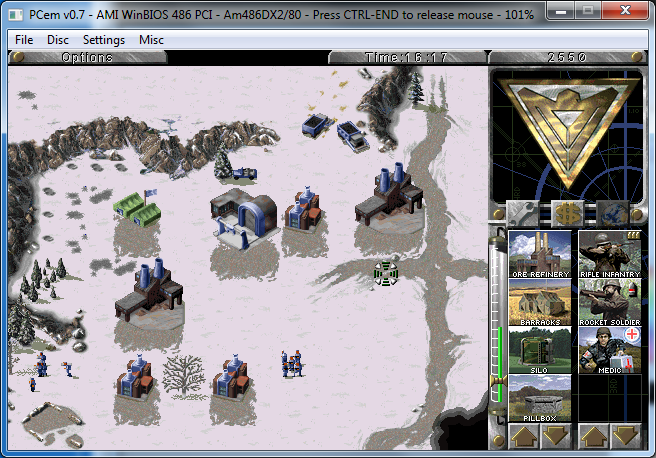 PCem v0.7 - AMI WinBIOS 486 PCI - Am486DX2/80 - Press CTRL-END to release mouse - 101%
File Disc Settings Misc
Options Time:16:17 2550
ORE REFINERY RIFLE INFANTRY
BARRACKS ROCKET SOLDIER
SILO MEDIC
PILLBOX